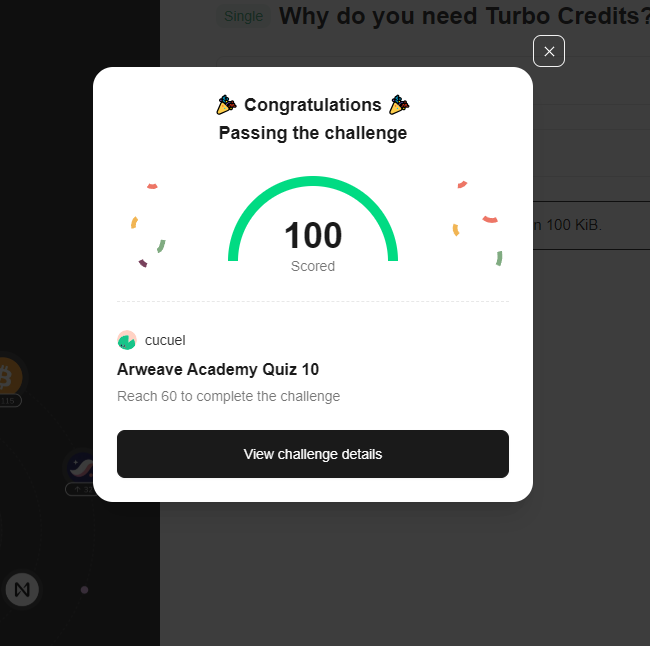 Single Why do you need Turbo Credits?
Congratulations
Passing the challenge
100
Scored
n 100 KiB.
cucuel
Arweave Academy Quiz 10
Reach 60 to complete the challenge
View challenge details